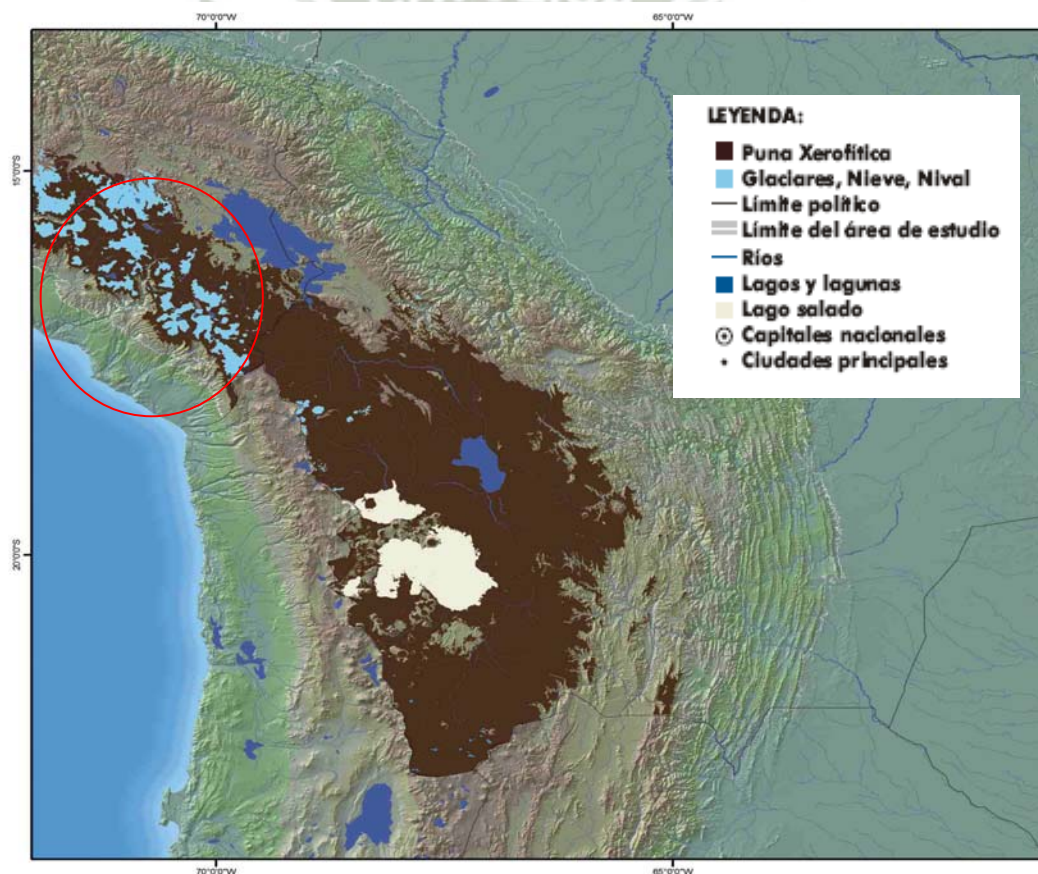 70°0'0"W
65°0'0"W
15°0'0"S
20°0'0"S
LEYENDA:
Puna Xerofítica
Glaciares, Nieve, Nival
Límite político
Límite del área de estudio
Ríos
Lagos y lagunas
Lago salado
Capitales nacionales
Ciudades principales
70°0'0"W
65°0'0"W